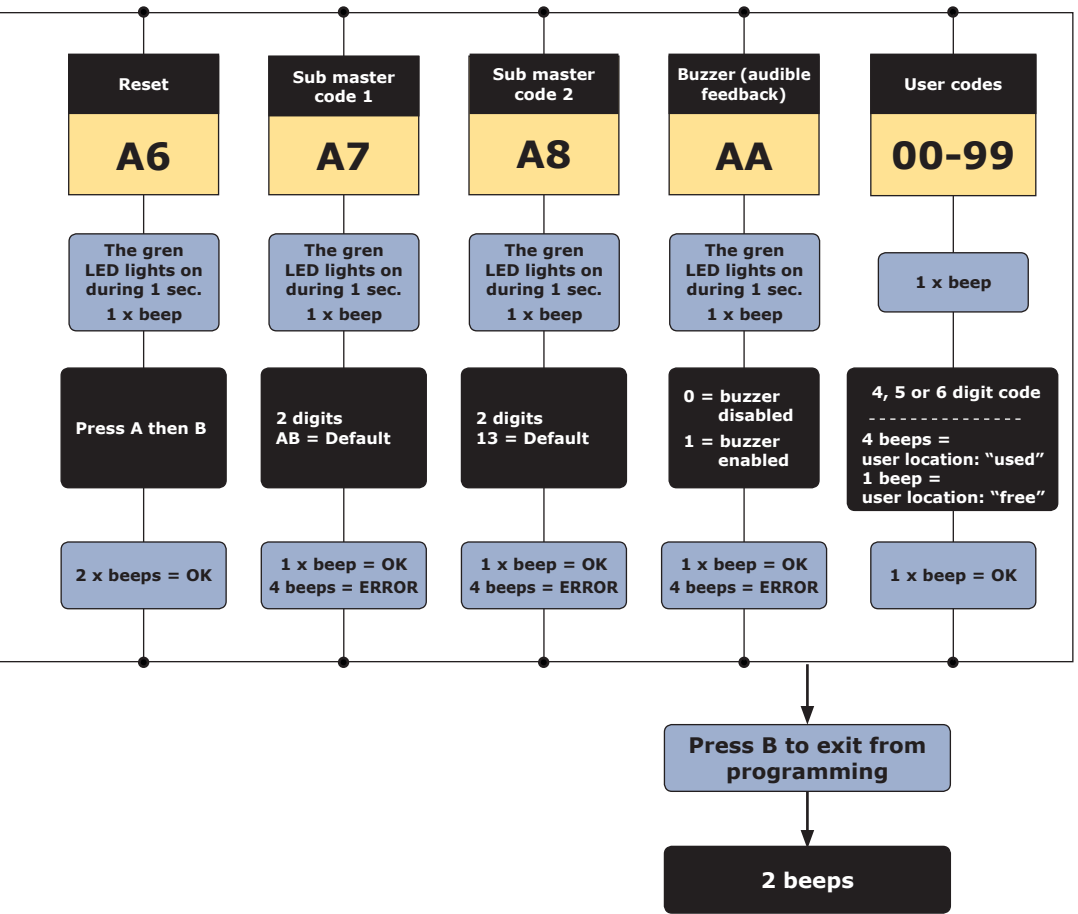 Reset
A6
The gren
LED lights on
during 1 sec.
1 x beep
Press A then B
2 x beeps = OK
Sub master
code 1
A7
The gren
LED lights on
during 1 sec.
1 x beep
2 digits
AB = Default
1 x beep = OK
4 beeps = ERROR
Sub master
code 2
A8
The gren
LED lights on
during 1 sec.
1 x beep
2 digits
13 = Default
1 x beep = OK
4 beeps = ERROR
Buzzer (audible
feedback)
AA
The gren
LED lights on
during 1 sec.
1 x beep
0 = buzzer
disabled
1 = buzzer
enabled
1 x beep = OK
4 beeps = ERROR
User codes
00-99
1 x beep
4, 5 or 6 digit code
---------------
4 beeps =
user location: “used”
1 beep =
user location: “free”
1 x beep = OK
Press B to exit from
programming
2 beeps